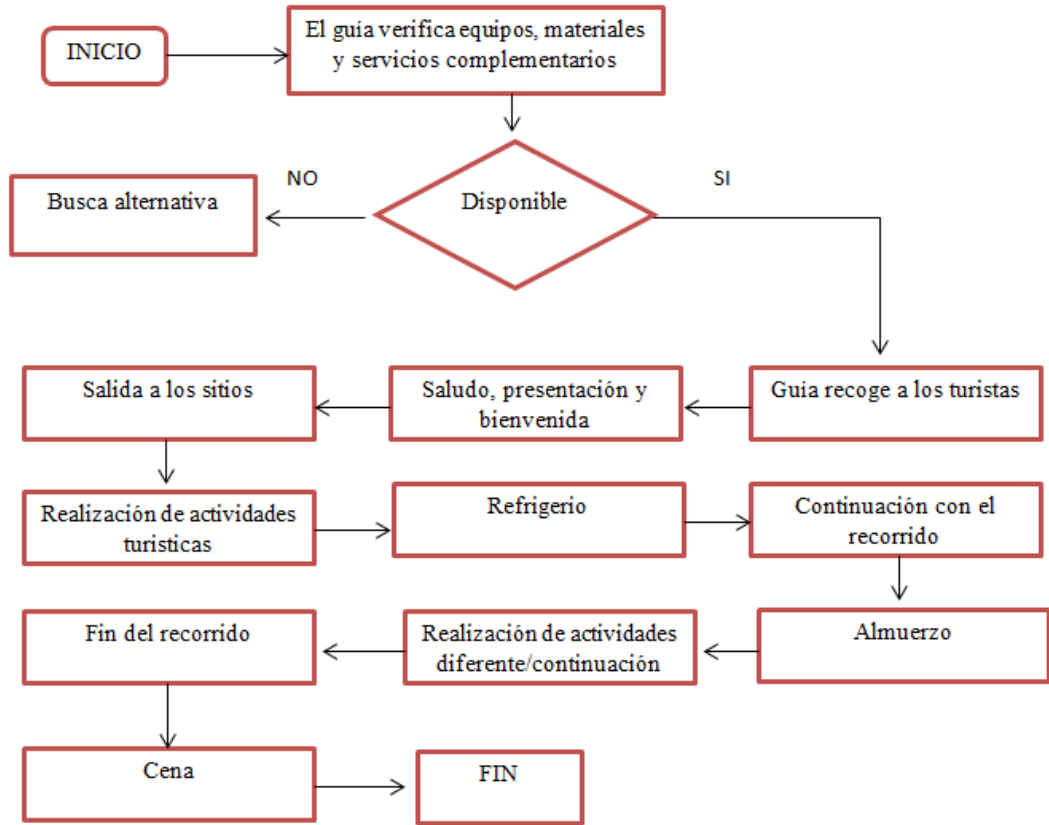 INICIO
El guía verifica equipos, materiales
y servicios complementarios
NO
SI
Busca alternativa
Disponible
Salida a los sitios
Saludo, presentación y
bienvenida
Guía recoge a los turistas
Realización de actividades
turisticas
Refrigerio
Continuación con el
recorrido
Fin del recorrido
Realización de actividades
diferente/continuación
Almuerzo
Cena
FIN